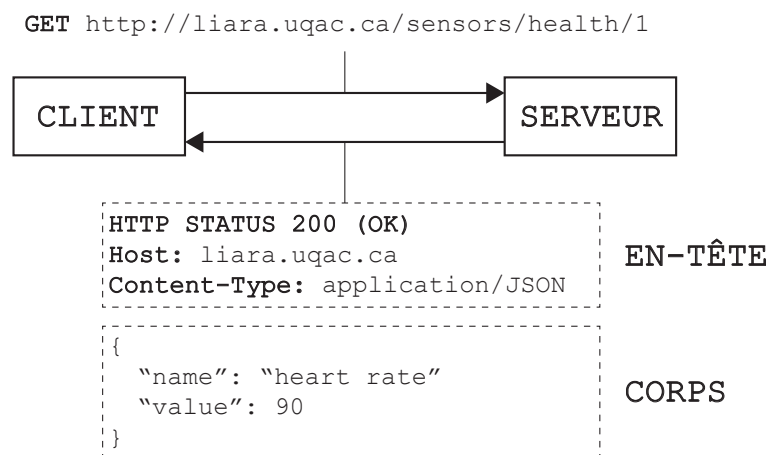 GET http://liara.uqac.ca/sensors/health/1
CLIENT
SERVEUR
HTTP STATUS 200 (OK)
Host: liara.uqac.ca
Content-Type: application/JSON
EN-TÊTE
{
“name”: “heart rate”
“value”: 90
}
CORPS